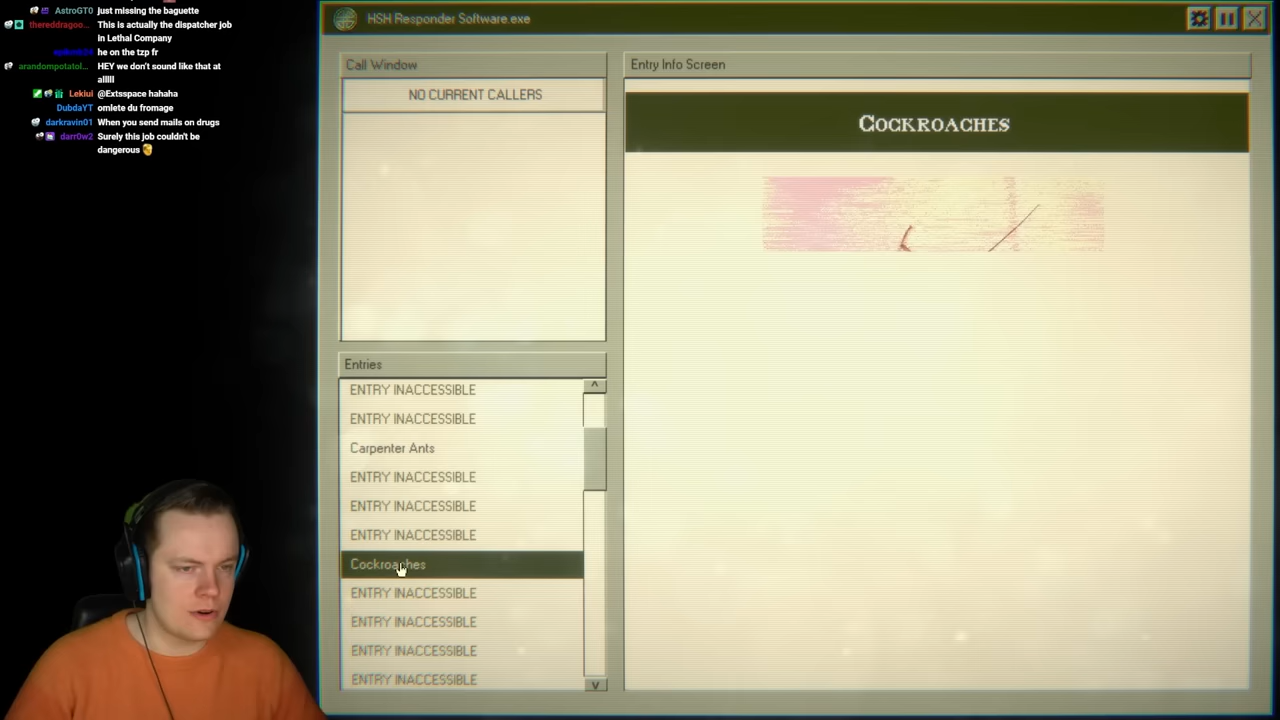 AstroGT0 just missing the baguette
thereddragoo... This is actually the dispatcher job
in Lethal Company
he on the tzp fr
arandompotatol... HEY we don't sound like that at
alllll
Lekiui @Extsspace hahaha
DubdaYT omlete du fromage
darkravin01 When you send mails on drugs
darr0w2 Surely this job couldn't be
dangerous
HSH Responder Software.exe
Call Window
NO CURRENT CALLERS
Entries
ENTRY INACCESSIBLE
ENTRY INACCESSIBLE
Carpenter Ants
ENTRY INACCESSIBLE
ENTRY INACCESSIBLE
ENTRY INACCESSIBLE
Cockroaches
ENTRY INACCESSIBLE
ENTRY INACCESSIBLE
ENTRY INACCESSIBLE
ENTRY INACCESSIBLE
Entry Info Screen
Cockroaches